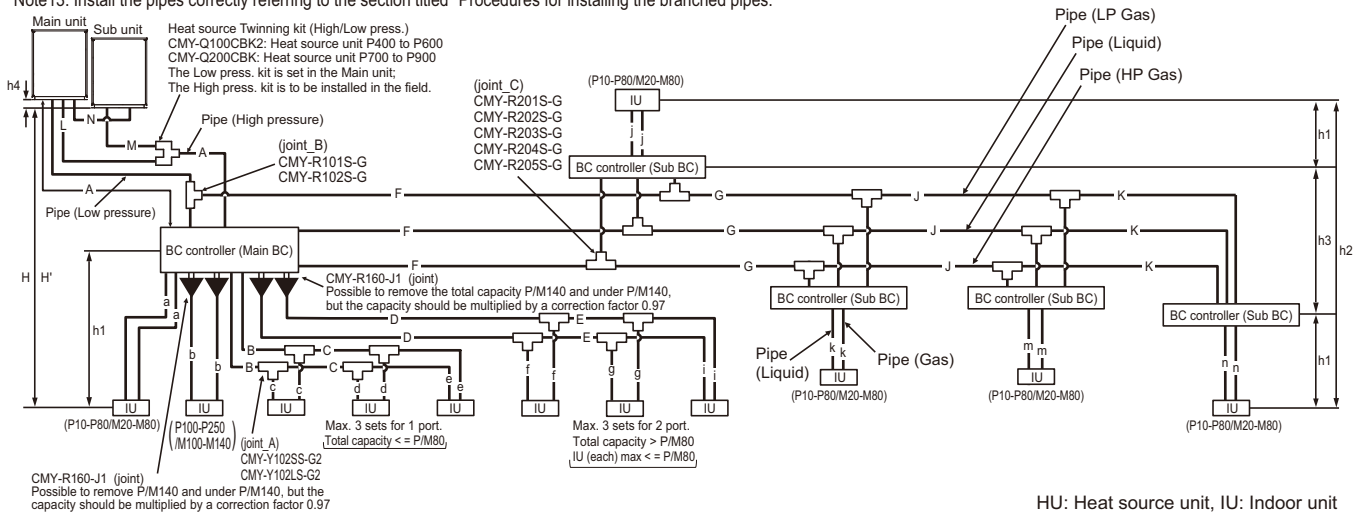 Note13: Install the pipes correctly referring to the section titled "Procedures for installing the branched pipes."
Main unit
Sub unit
Heat source Twinning kit (High/Low press.)
CMY-Q100CBK2: Heat source unit P400 to P600
CMY-Q200CBK: Heat source unit P700 to P900
The Low press. kit is set in the Main unit;
The High press. kit is to be installed in the field.
h4
L
N
M
A
Pipe (High pressure)
(joint_B)
CMY-R101S-G
CMY-R102S-G
A
Pipe (Low pressure)
(joint_C)
CMY-R201S-G
CMY-R202S-G
CMY-R203S-G
CMY-R204S-G
CMY-R205S-G
(P10-P80/M20-M80)
IU
j
j
BC controller (Sub BC)
Pipe (LP Gas)
Pipe (Liquid)
Pipe (HP Gas)
F
G
J
K
F
G
J
K
F
G
J
K
h1
h3
h2
h1
H
H'
h1
BC controller (Main BC)
CMY-R160-J1 (joint)
Possible to remove the total capacity P/M140 and under P/M140,
but the capacity should be multiplied by a correction factor 0.97
BC controller (Sub BC)
BC controller (Sub BC)
BC controller (Sub BC)
a
a
b
b
B
C
B
C
D
E
D
E
c
c
d
d
e
e
f
f
g
g
i
i
Pipe
(Liquid)
k
k
Pipe (Gas)
m
m
n
n
IU
(P10-P80/M20-M80)
IU
(P10-P80/M20-M80)
IU
(P10-P80/M20-M80)
IU
(P10-P80/M20-M80)
IU
(P100-P250
/M100-M140)
IU
IU
IU
IU
IU
IU
(joint_A)
CMY-Y102SS-G2
CMY-Y102LS-G2
Max. 3 sets for 1 port.
Total capacity < = P/M80
Max. 3 sets for 2 port.
Total capacity > P/M80
IU (each) max < = P/M80
CMY-R160-J1 (joint)
Possible to remove P/M140 and under P/M140, but the
capacity should be multiplied by a correction factor 0.97
HU: Heat source unit, IU: Indoor unit